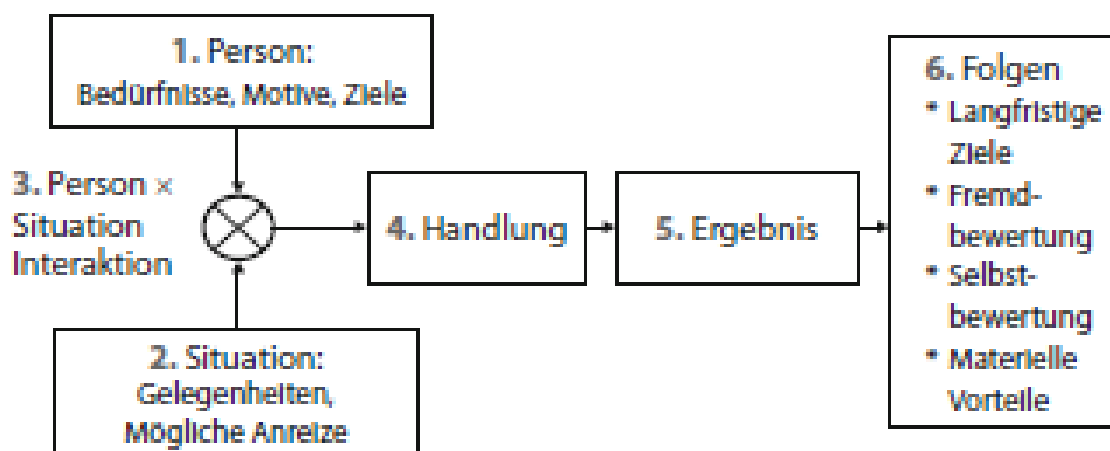 1. Person:
Bedürfnisse, Motive, Ziele
3. Person ×
Situation
Interaktion
2. Situation:
Gelegenheiten,
Mögliche Anreize
4. Handlung
5. Ergebnis
6. Folgen
* Langfristige
Ziele
* Fremd-
bewertung
* Selbst-
bewertung
* Materielle
Vorteile